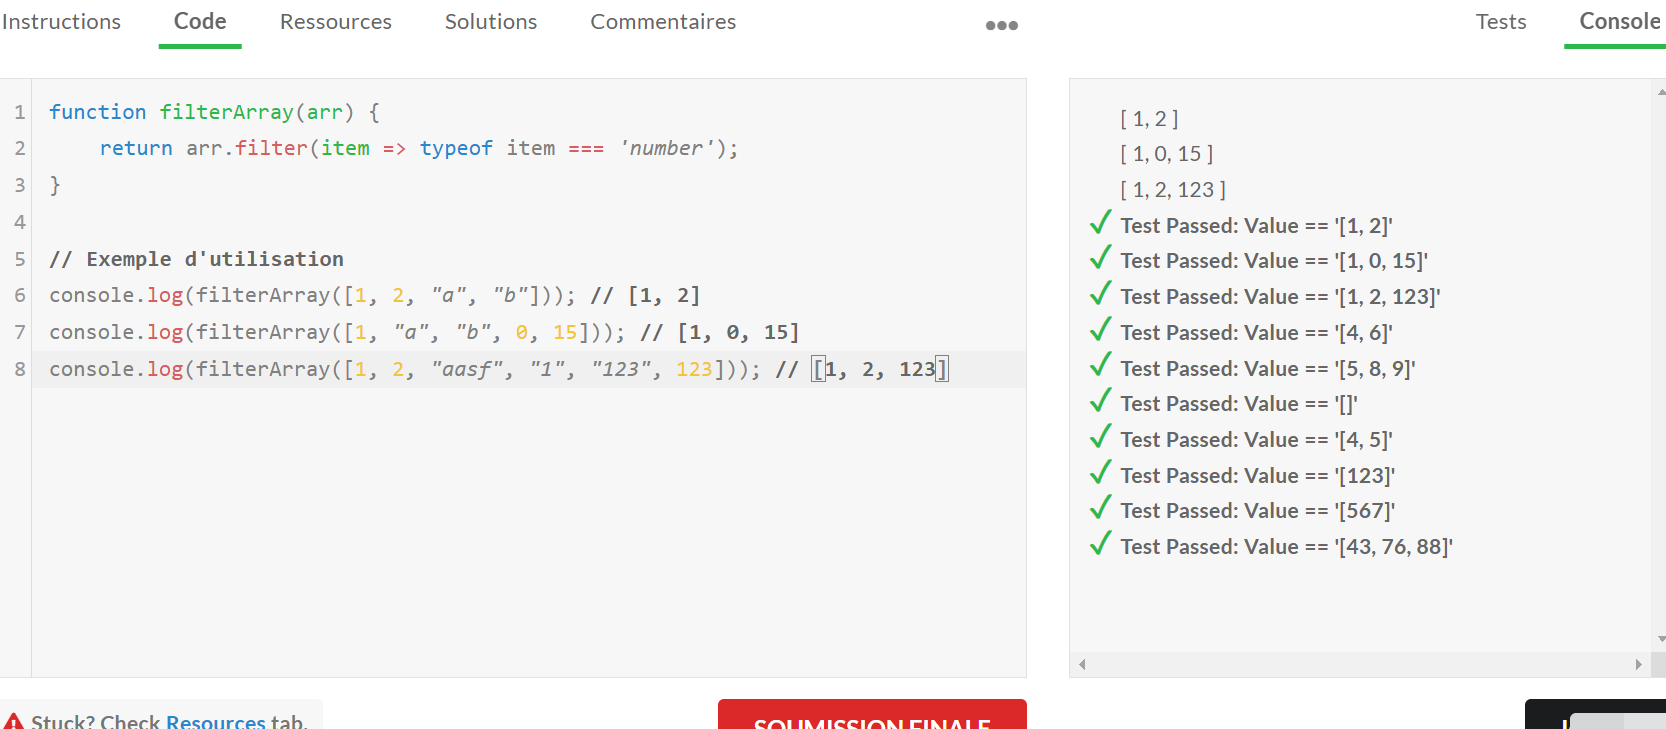 Instructions Code Ressources Solutions Commentaires Tests Console
1 function filterArray(arr) {
2 return arr.filter(item => typeof item === 'number');
3 }
4
5 // Exemple d'utilisation
6 console.log(filterArray([1, 2, "a", "b"])); // [1, 2]
7 console.log(filterArray([1, "a", "b", 0, 15])); // [1, 0, 15]
8 console.log(filterArray([1, 2, "aasf", "1", "123", 123])); // [1, 2, 123]
[ 1, 2 ]
[ 1, 0, 15 ]
[ 1, 2, 123 ]
Test Passed: Value == '[1, 2]'
Test Passed: Value == '[1, 0, 15]'
Test Passed: Value == '[1, 2, 123]'
Test Passed: Value == '[4, 6]'
Test Passed: Value == '[5, 8, 9]'
Test Passed: Value == '[]'
Test Passed: Value == '[4, 5]'
Test Passed: Value == '[123]'
Test Passed: Value == '[567]'
Test Passed: Value == '[43, 76, 88]'
Stuck? Check Resources tab.
SOUMISSION FINALE